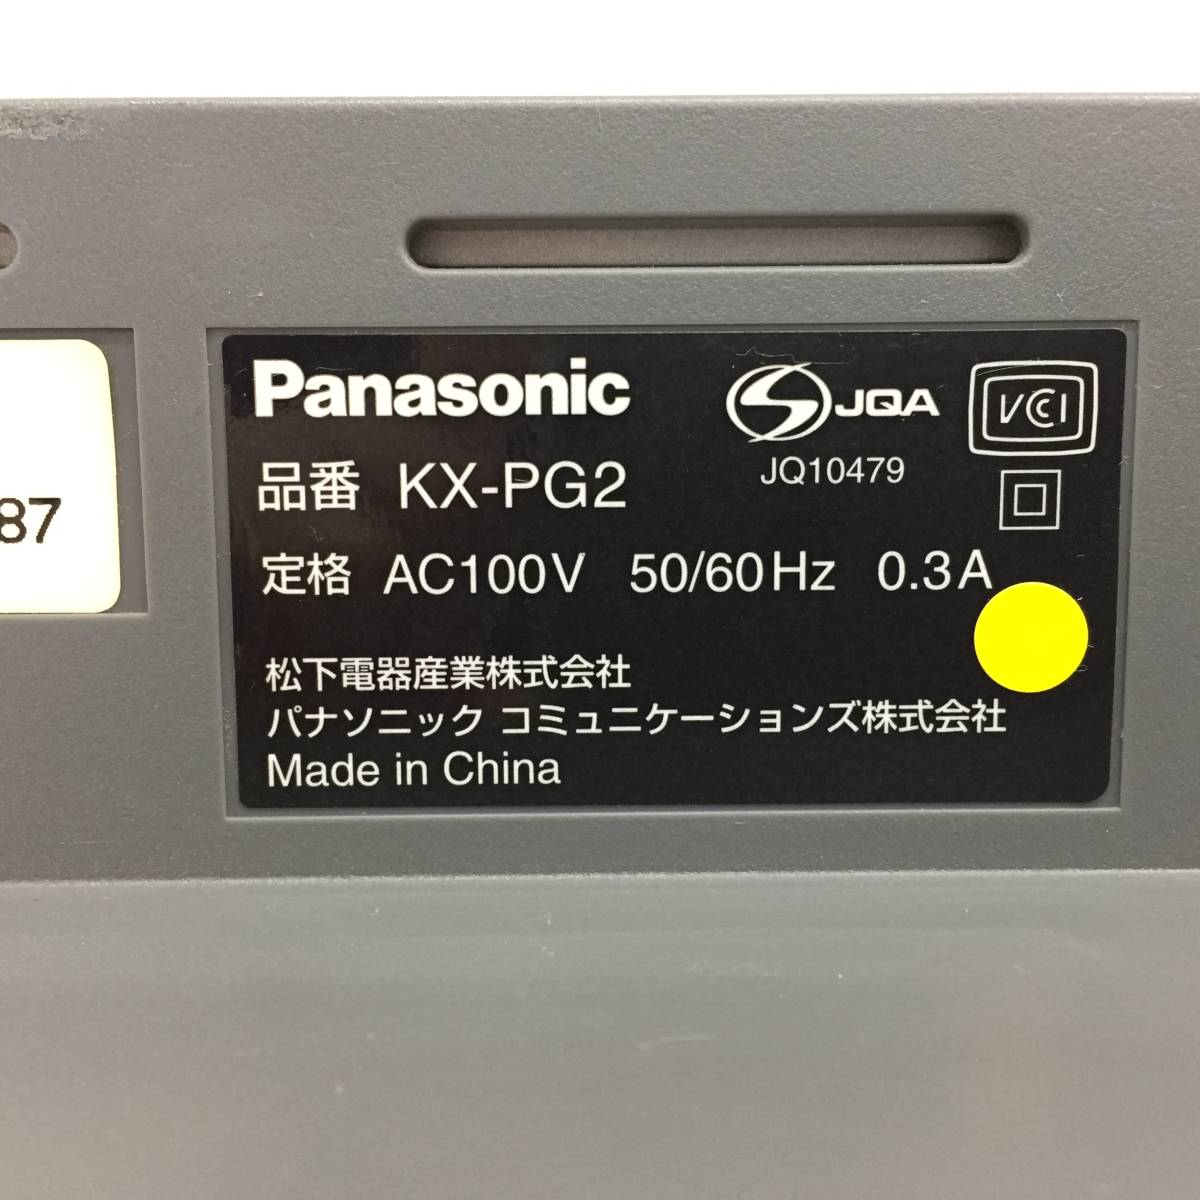 Panasonic
JQA
VCCI
JQ10479
品番 KX-PG2
定格 AC100V 50/60Hz 0.3A
松下電器産業株式会社
パナソニック コミュニケーションズ株式会社
Made in China
87